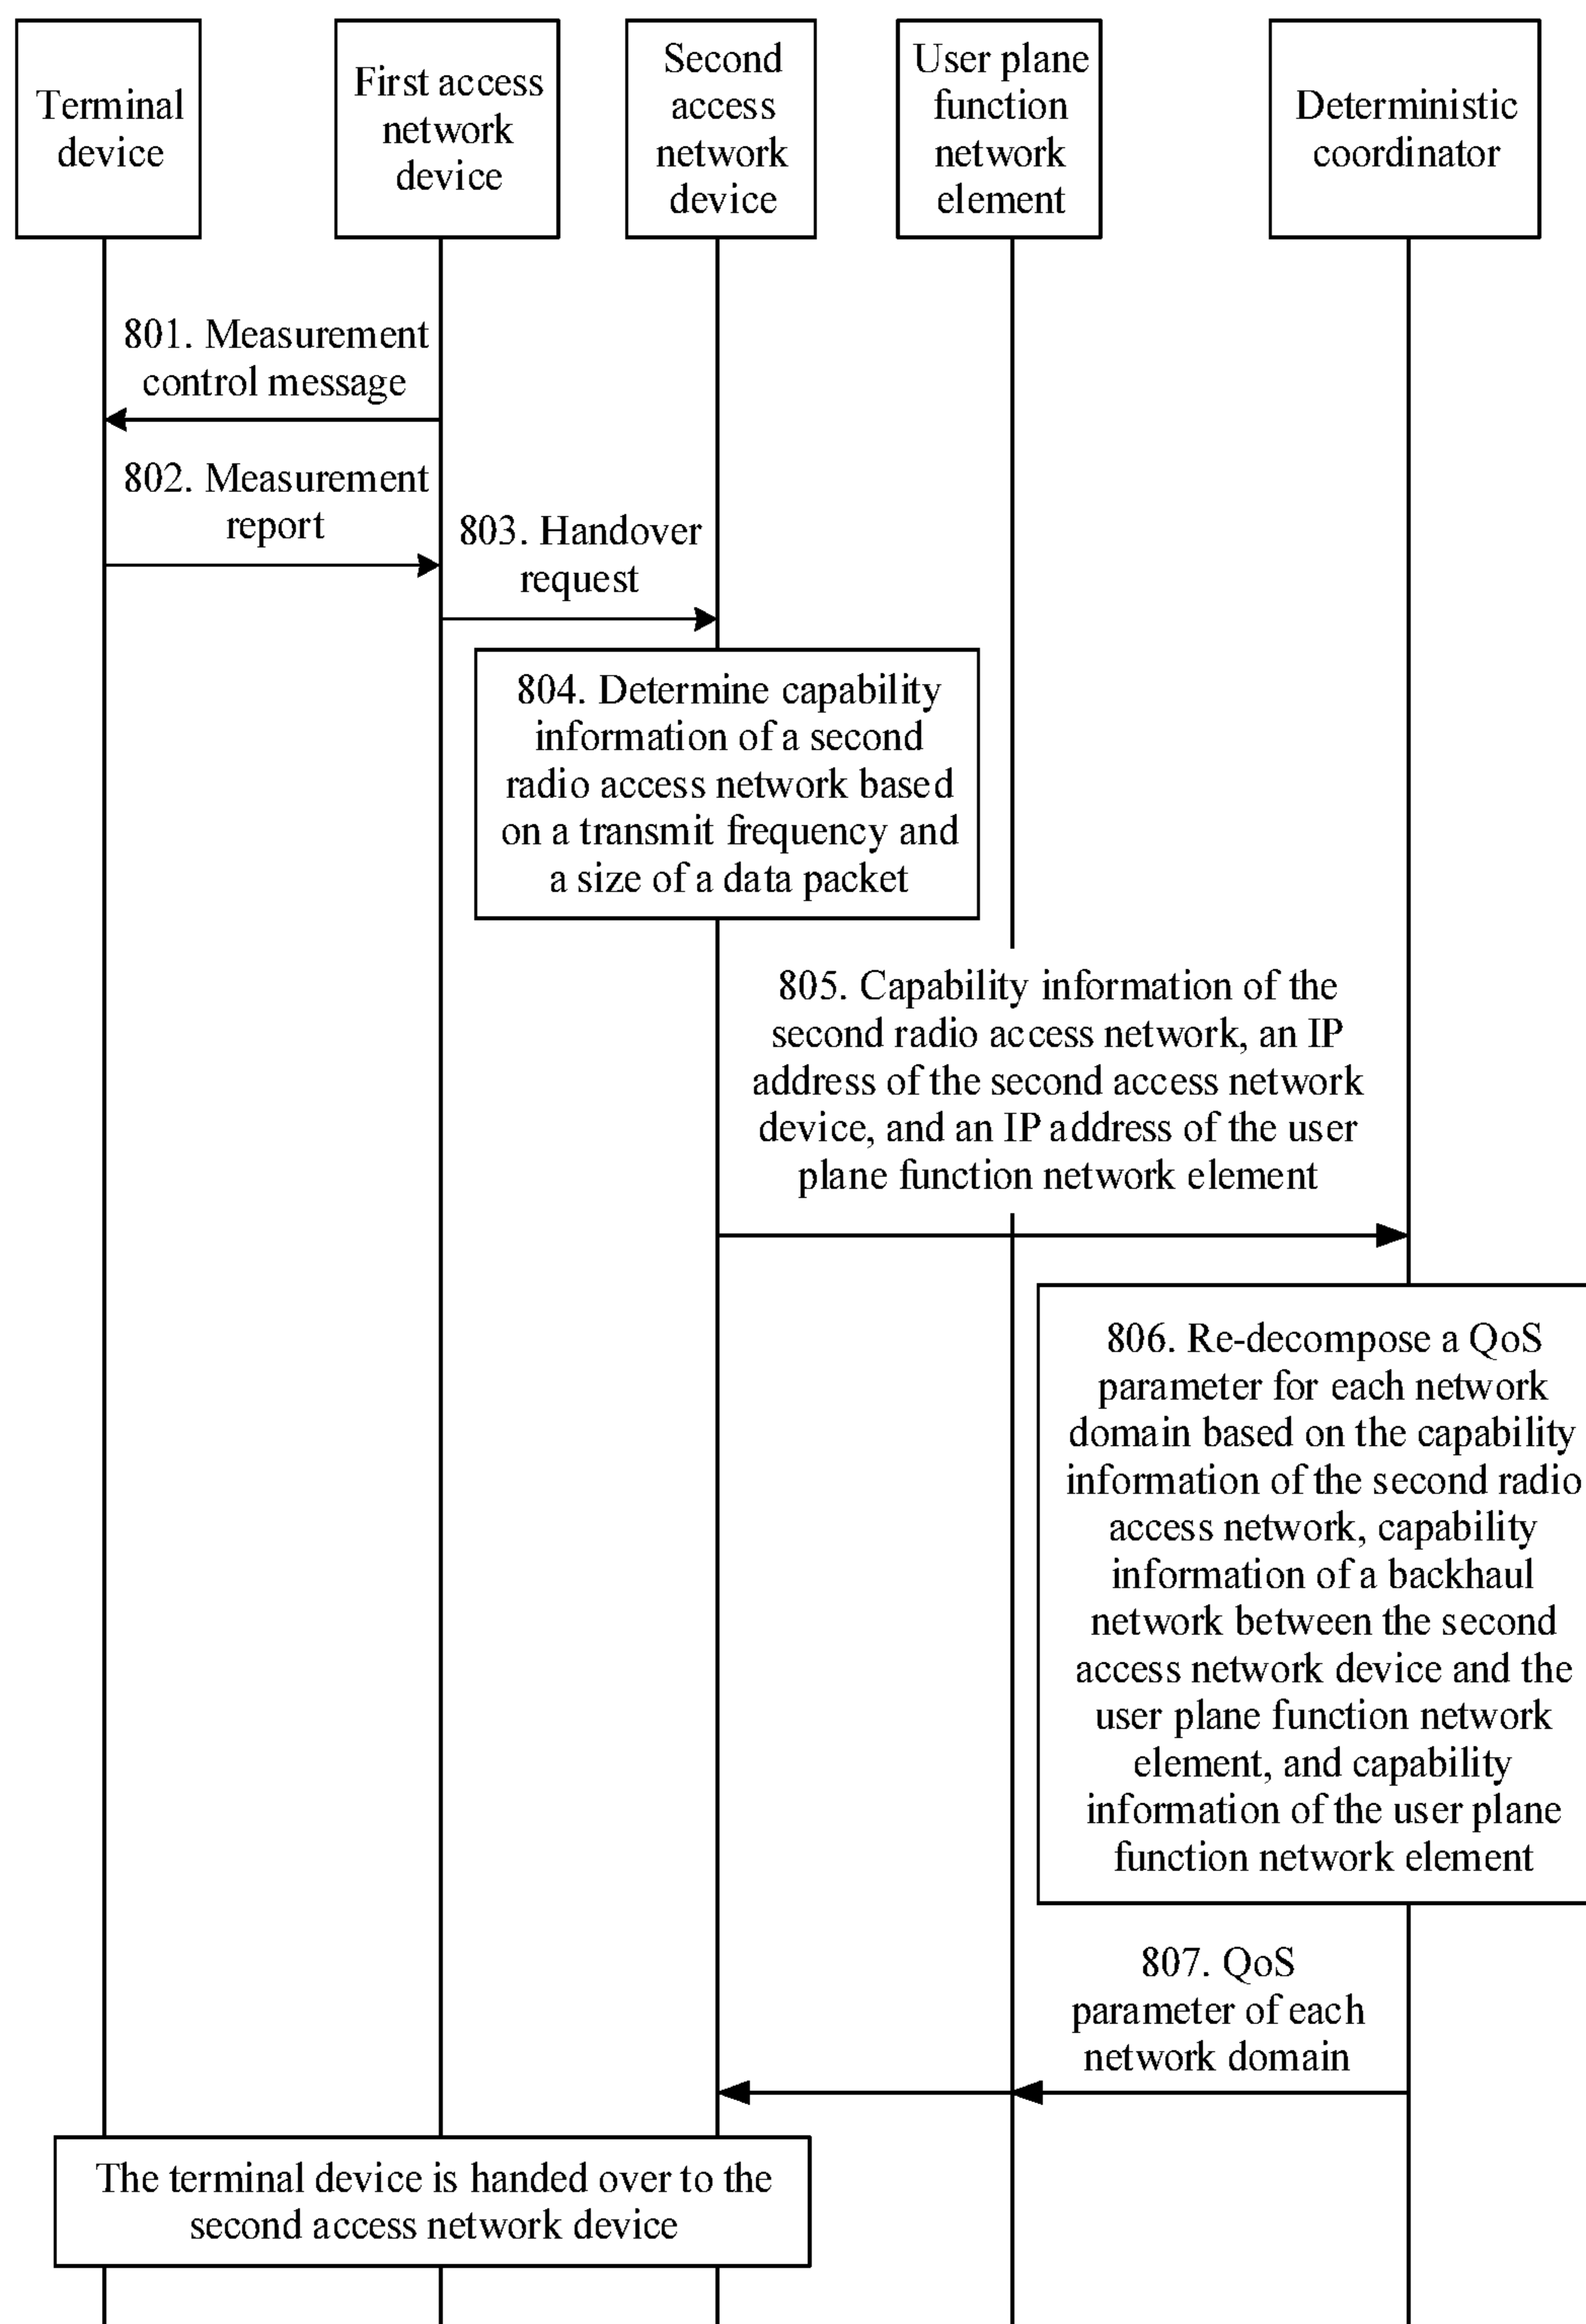 Terminal
device
First access
network
device
Second
access
network
device
User plane
function
network
element
Deterministic
coordinator
801. Measurement
control message
802. Measurement
report
803. Handover
request
804. Determine capability
information of a second
radio access network based
on a transmit frequency and
a size of a data packet
805. Capability information of the
second radio access network, an IP
address of the second access network
device, and an IP address of the user
plane function network element
806. Re-decompose a QoS
parameter for each network
domain based on the capability
information of the second radio
access network, capability
information of a backhaul
network between the second
access network device and the
user plane function network
element, and capability
information of the user plane
function network element
807. QoS
parameter of each
network domain
The terminal device is handed over to the
second access network device